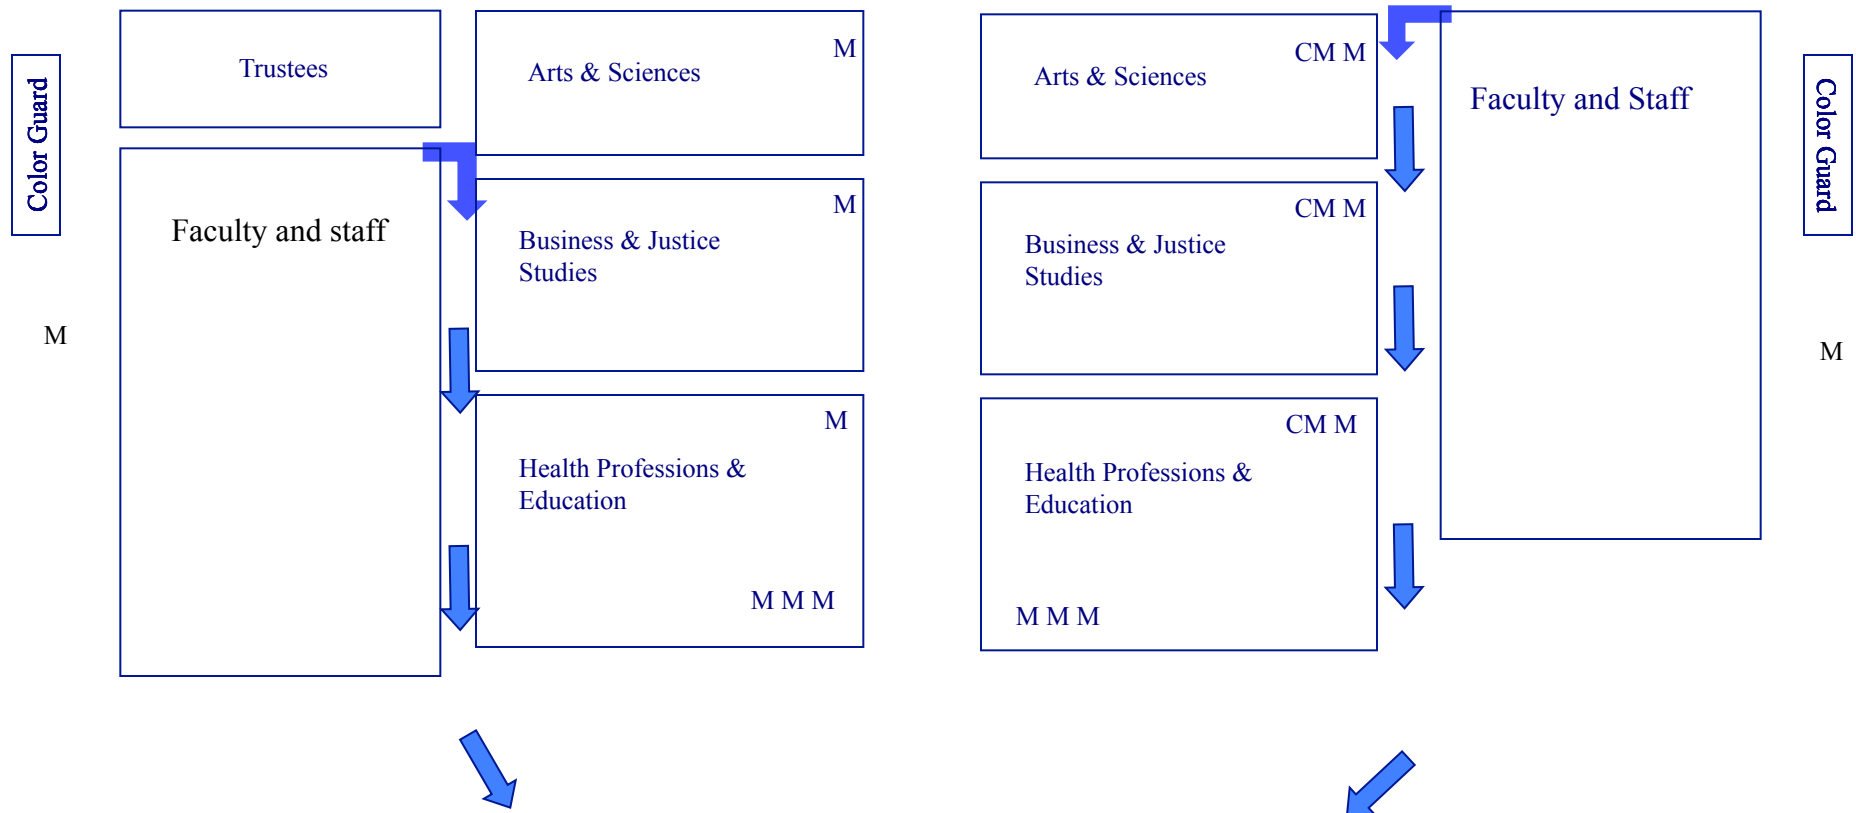 Color Guard
Trustees
Faculty and staff
M
Arts & Sciences
M
Business & Justice
Studies
M
Health Professions &
Education
M
M M M
Arts & Sciences
CM M
Business & Justice
Studies
CM M
Health Professions &
Education
CM M
M M M
Faculty and Staff
Color Guard
M